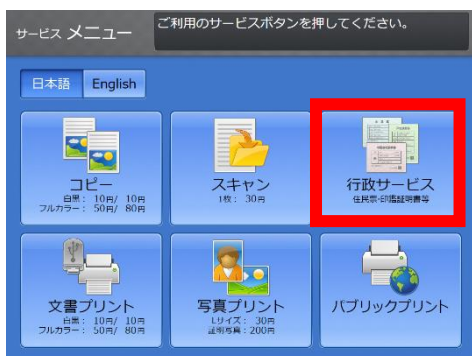 サービス メニュー
ご利用のサービスボタンを押してください。
日本語 English
コピー
白黒： 10円/ 10円
フルカラー： 50円/ 80円
スキャン
1枚： 30円
行政サービス
住民票・印鑑証明書等
文書プリント
白黒： 10円/ 10円
フルカラー： 50円/ 80円
写真プリント
Lサイズ： 30円
証明写真：200円
パブリックプリント